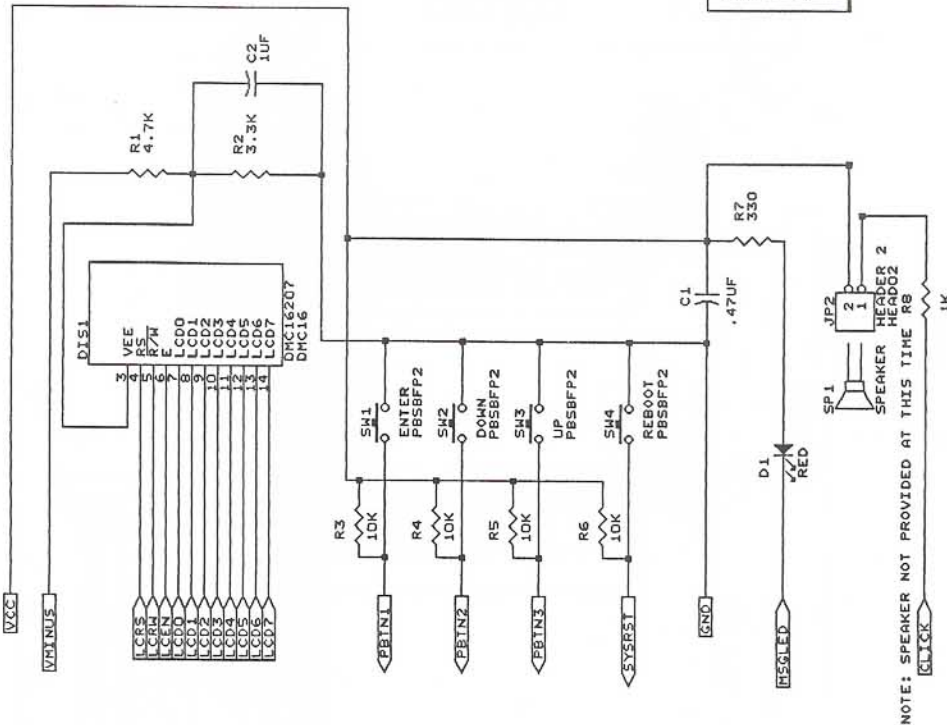 VCC
VMINUS
R1
4.7K
C2
1UF
R2
3.3K
DIS1
3 VEE
4 RS
5 R/W
6 E
7 LCD0
8 LCD1
9 LCD2
10 LCD3
11 LCD4
12 LCD5
13 LCD6
14 LCD7
DMC16207
DMC16
LCRS
LCRW
LCEN
LCD0
LCD1
LCD2
LCD3
LCD4
LCD5
LCD6
LCD7
R3
10K
SW1
ENTER
PBSBFP2
PBTN1
R4
10K
SW2
DOWN
PBSBFP2
PBTN2
R5
10K
SW3
UP
PBSBFP2
PBTN3
R6
10K
SW4
REBOOT
PBSBFP2
SYSRST
GND
C1
.47UF
R7
330
D1
RED
MSGLED
JP2
2
1
HEADER 2
HEAD02
SP1
SPEAKER
NOTE: SPEAKER NOT PROVIDED AT THIS TIME
R8
1K
CLICK